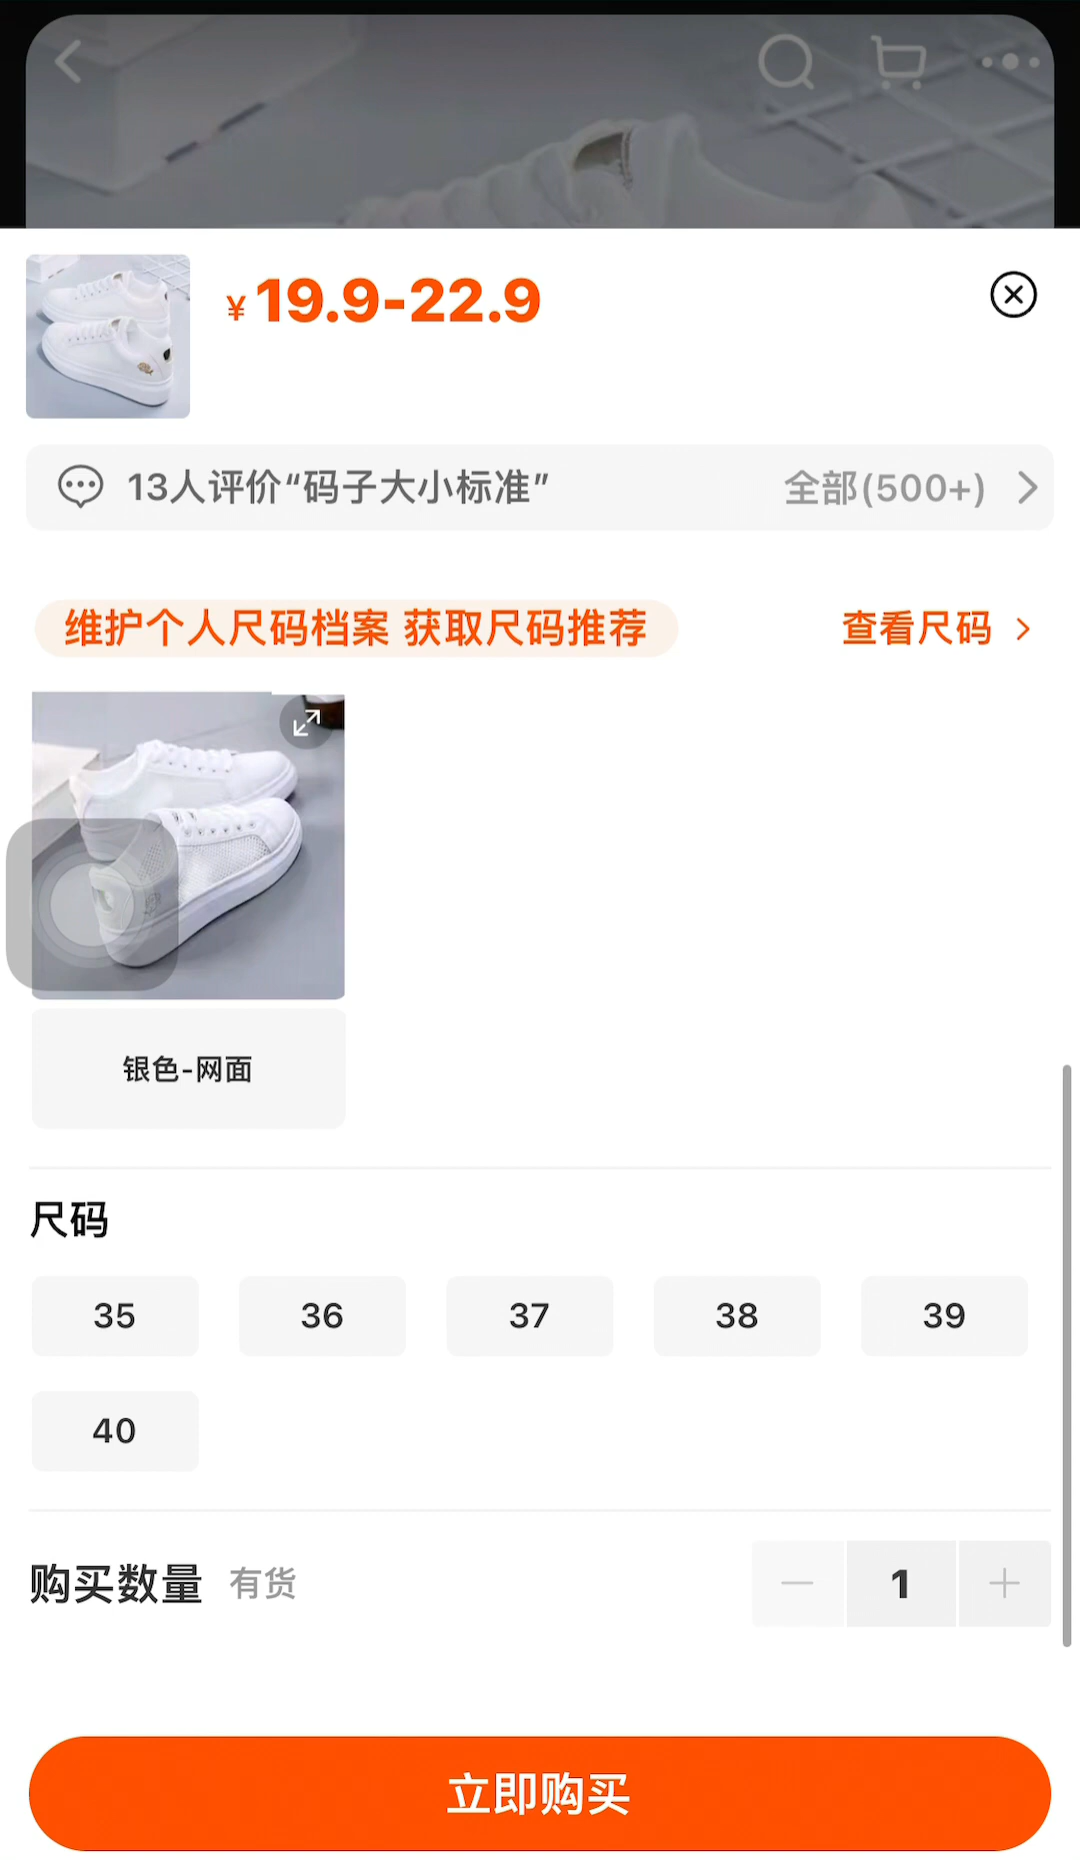 ¥19.9-22.9
13人评价“码子大小标准” 全部(500+)
维护个人尺码档案 获取尺码推荐 查看尺码
银色-网面
尺码
35 36 37 38 39
40
购买数量 有货 1
立即购买